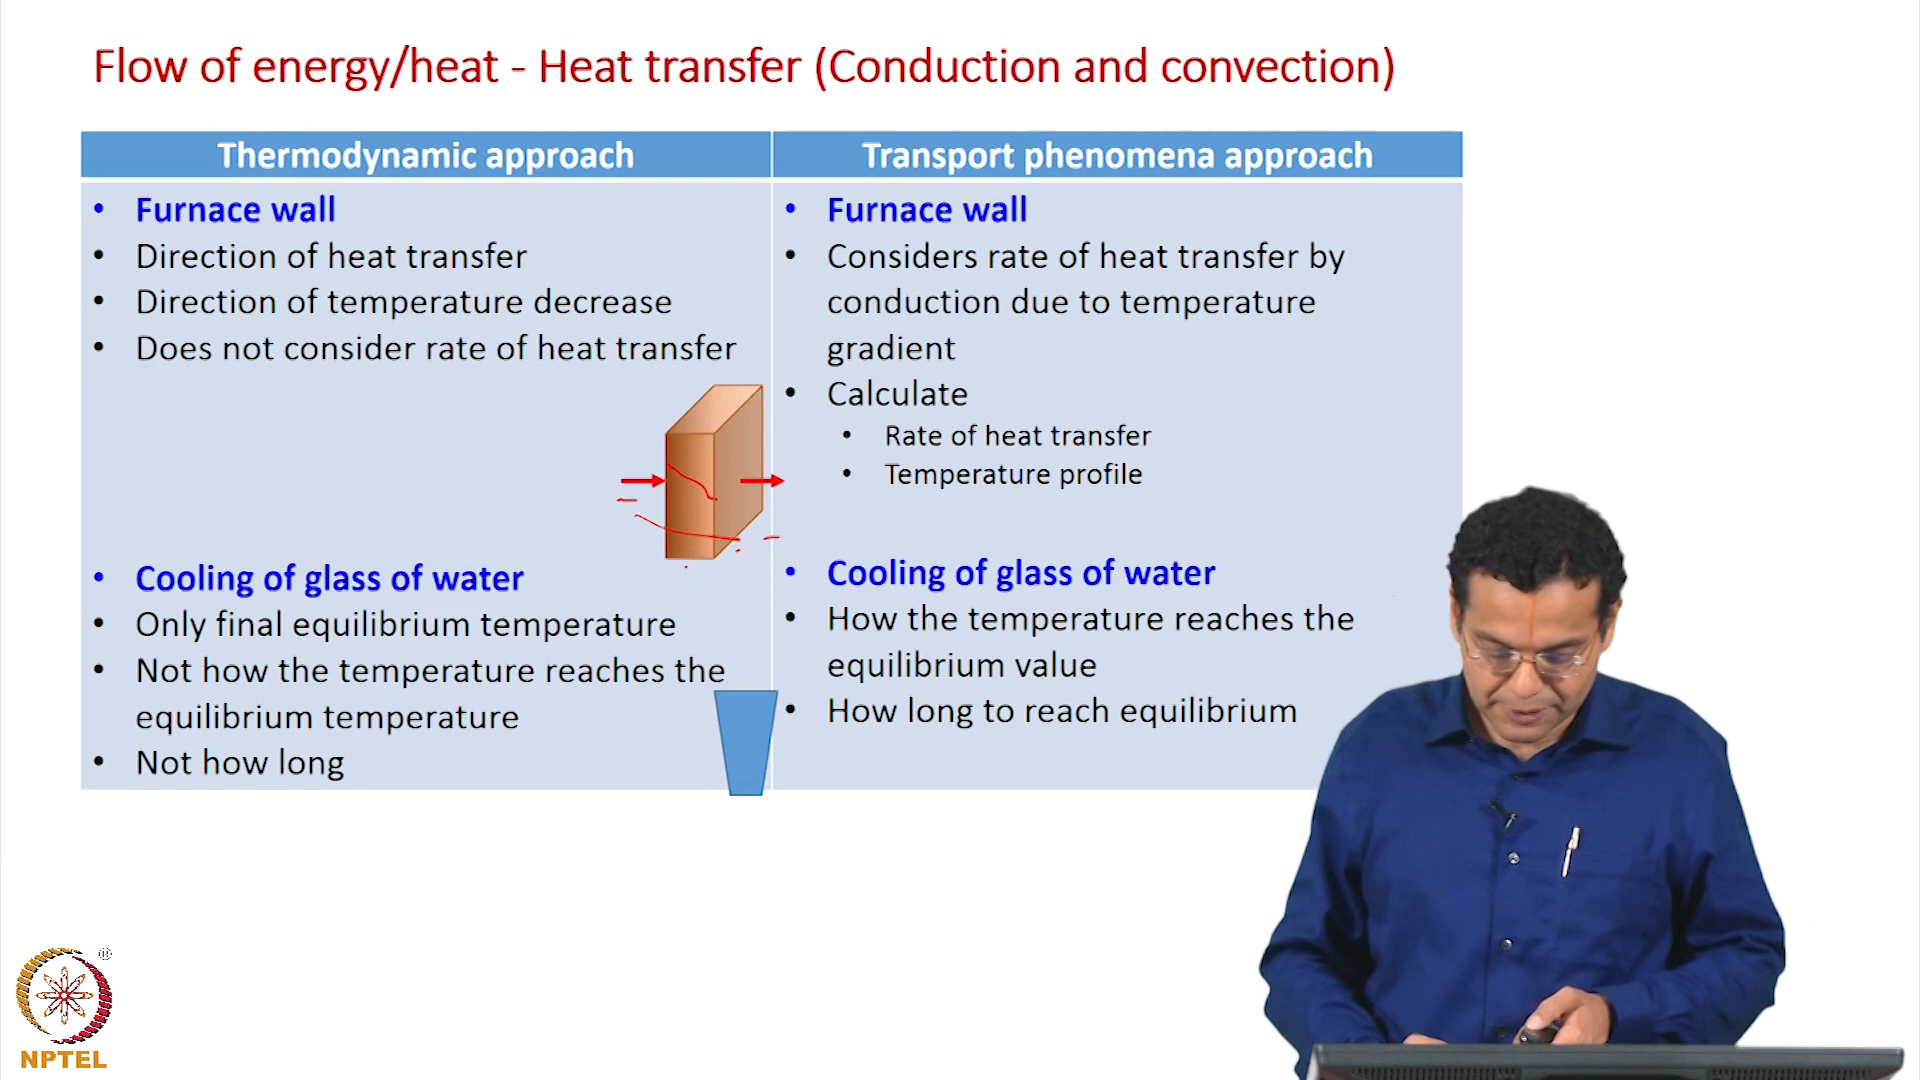 Flow of energy/heat - Heat transfer (Conduction and convection)
Thermodynamic approach
• Furnace wall
• Direction of heat transfer
• Direction of temperature decrease
• Does not consider rate of heat transfer
• Cooling of glass of water
• Only final equilibrium temperature
• Not how the temperature reaches the
equilibrium temperature
• Not how long
Transport phenomena approach
• Furnace wall
• Considers rate of heat transfer by
conduction due to temperature
gradient
• Calculate
• Rate of heat transfer
• Temperature profile
• Cooling of glass of water
• How the temperature reaches the
equilibrium value
• How long to reach equilibrium
®
NPTEL